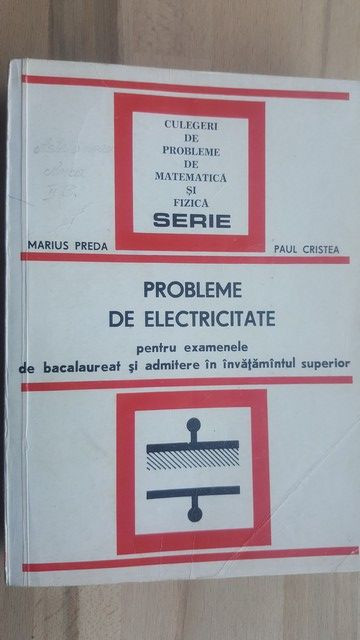 CULEGERI
DE
PROBLEME
DE
MATEMATICĂ
ȘI
FIZICĂ
SERIE
MARIUS PREDA
PAUL CRISTEA
PROBLEME
DE ELECTRICITATE
pentru examenele
de bacalaureat și admitere în învățămîntul superior